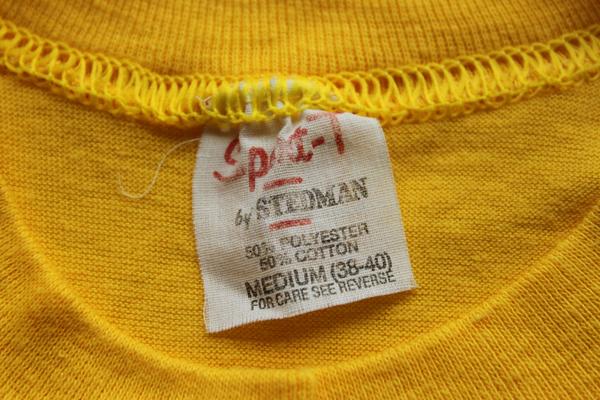 Sport-T
by STEDMAN
50% POLYESTER
50% COTTON
MEDIUM (38-40)
FOR CARE SEE REVERSE